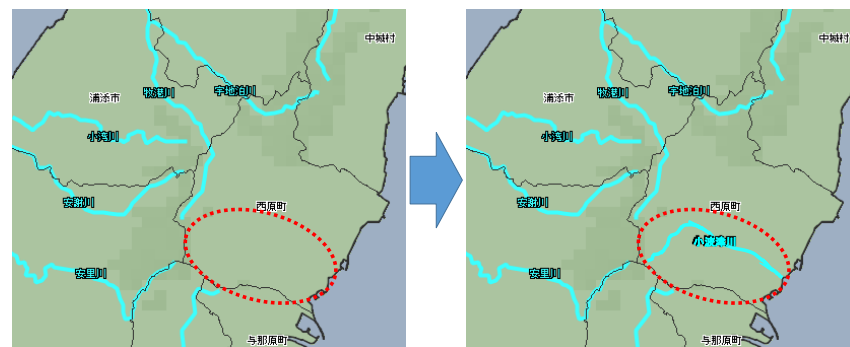 中城村
浦添市
牧港川
宇地泊川
小湾川
西原町
安謝川
安里川
与那原町
中城村
浦添市
牧港川
宇地泊川
小湾川
西原町
安謝川
小波津川
安里川
与那原町